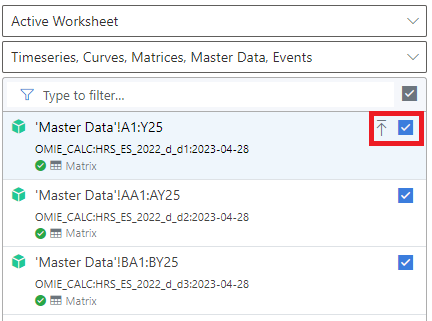 Active Worksheet
Timeseries, Curves, Matrices, Master Data, Events
Type to filter...
'Master Data'!A1:Y25
OMIE_CALC:HRS_ES_2022_d_d1:2023-04-28
Matrix
'Master Data'!AA1:AY25
OMIE_CALC:HRS_ES_2022_d_d2:2023-04-28
Matrix
'Master Data'!BA1:BY25
OMIE_CALC:HRS_ES_2022_d_d3:2023-04-28
Matrix